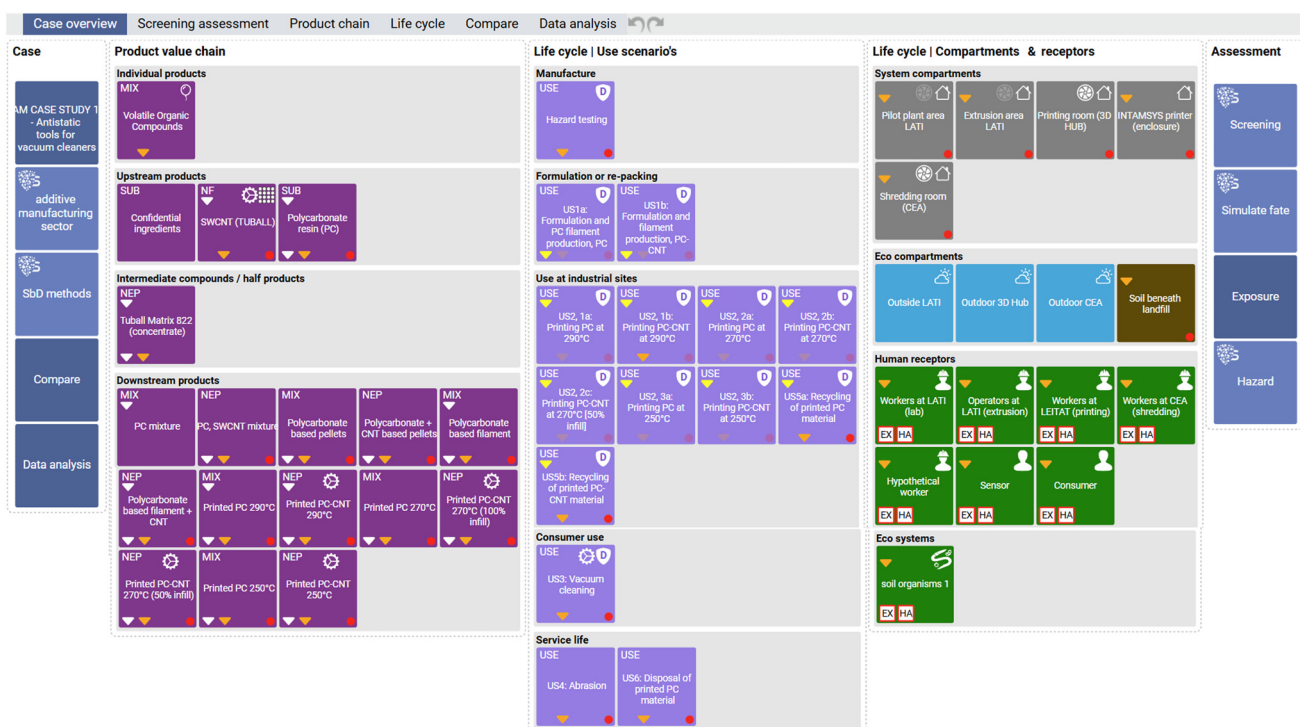 Case overview Screening assessment Product chain Life cycle Compare Data analysis
Case
AM CASE STUDY 1
- Antistatic
tools for
vacuum cleaners
additive
manufacturing
sector
SbD methods
Compare
Data analysis
Product value chain
Individual products
MIX
Volatile Organic
Compounds
Upstream products
SUB
Confidential
ingredients
NF
SWCNT (TUBALL)
SUB
Polycarbonate
resin (PC)
Intermediate compounds / half products
NEP
Tuball Matrix 822
(concentrate)
Downstream products
MIX
PC mixture
NEP
PC, SWCNT mixture
MIX
Polycarbonate
based pellets
NEP
Polycarbonate +
CNT based pellets
MIX
Polycarbonate
based filament
NEP
Polycarbonate
based filament +
CNT
MIX
Printed PC 290°C
NEP
Printed PC-CNT
290°C
MIX
Printed PC 270°C
NEP
Printed PC-CNT
270°C (100%
infill)
NEP
Printed PC-CNT
270°C (50% infill)
MIX
Printed PC 250°C
NEP
Printed PC-CNT
250°C
Life cycle | Use scenario's
Manufacture
USE D
Hazard testing
Formulation or re-packing
USE D
US1a:
Formulation and
PC filament
production, PC
USE D
US1b:
Formulation and
filament
production, PC-
CNT
Use at industrial sites
USE D
US2, 1a:
Printing PC at
290°C
USE D
US2, 1b:
Printing PC-CNT
at 290°C
USE D
US2, 2a:
Printing PC at
270°C
USE D
US2, 2b:
Printing PC-CNT
at 270°C
USE D
US2, 2c:
Printing PC-CNT
at 270°C [50%
infill]
USE D
US2, 3a:
Printing PC at
250°C
USE D
US2, 3b:
Printing PC-CNT
at 250°C
USE D
US5a: Recycling
of printed PC
material
USE D
US5b: Recycling
of printed PC-
CNT material
Consumer use
USE D
US3: Vacuum
cleaning
Service life
USE
US4: Abrasion
USE
US6: Disposal of
printed PC
material
Life cycle | Compartments & receptors
System compartments
Pilot plant area
LATI
Extrusion area
LATI
Printing room (3D
HUB)
INTAMSYS printer
(enclosure)
Shredding room
(CEA)
Eco compartments
Outside LATI
Outdoor 3D Hub
Outdoor CEA
Soil beneath
landfill
Human receptors
Workers at LATI
(lab)
EX HA
Operators at
LATI (extrusion)
EX HA
Workers at
LEITAT (printing)
EX HA
Workers at CEA
(shredding)
EX HA
Hypothetical
worker
EX HA
Sensor
EX HA
Consumer
EX HA
Eco systems
soil organisms 1
EX HA
Assessment
Screening
Simulate fate
Exposure
Hazard